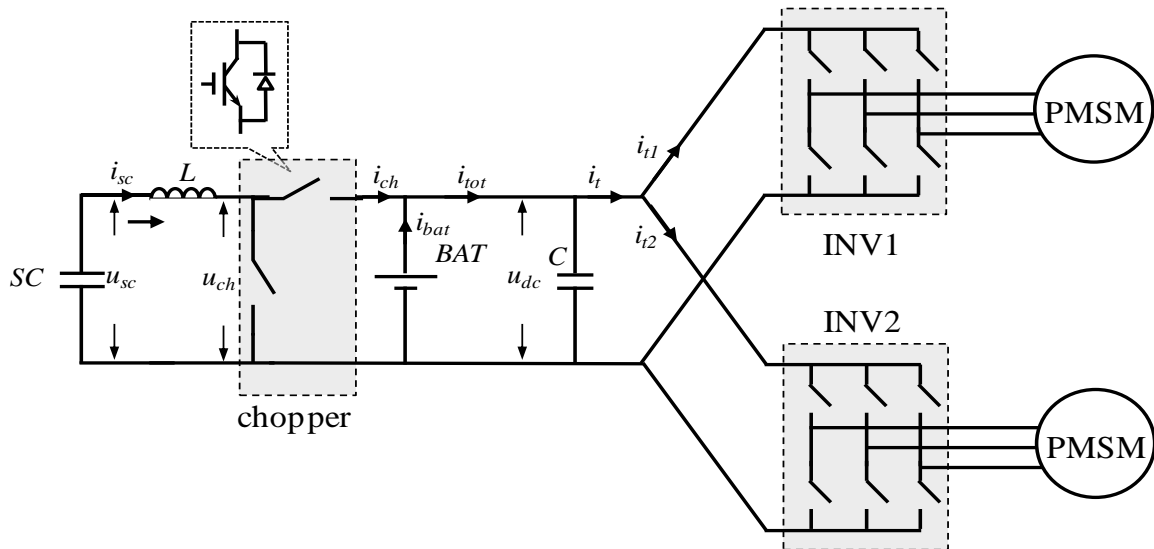 i_t1
PMSM
i_sc
L
i_ch
i_tot
i_t
i_t2
INV1
i_bat
BAT
C
SC
u_sc
u_ch
u_dc
INV2
chopper
PMSM